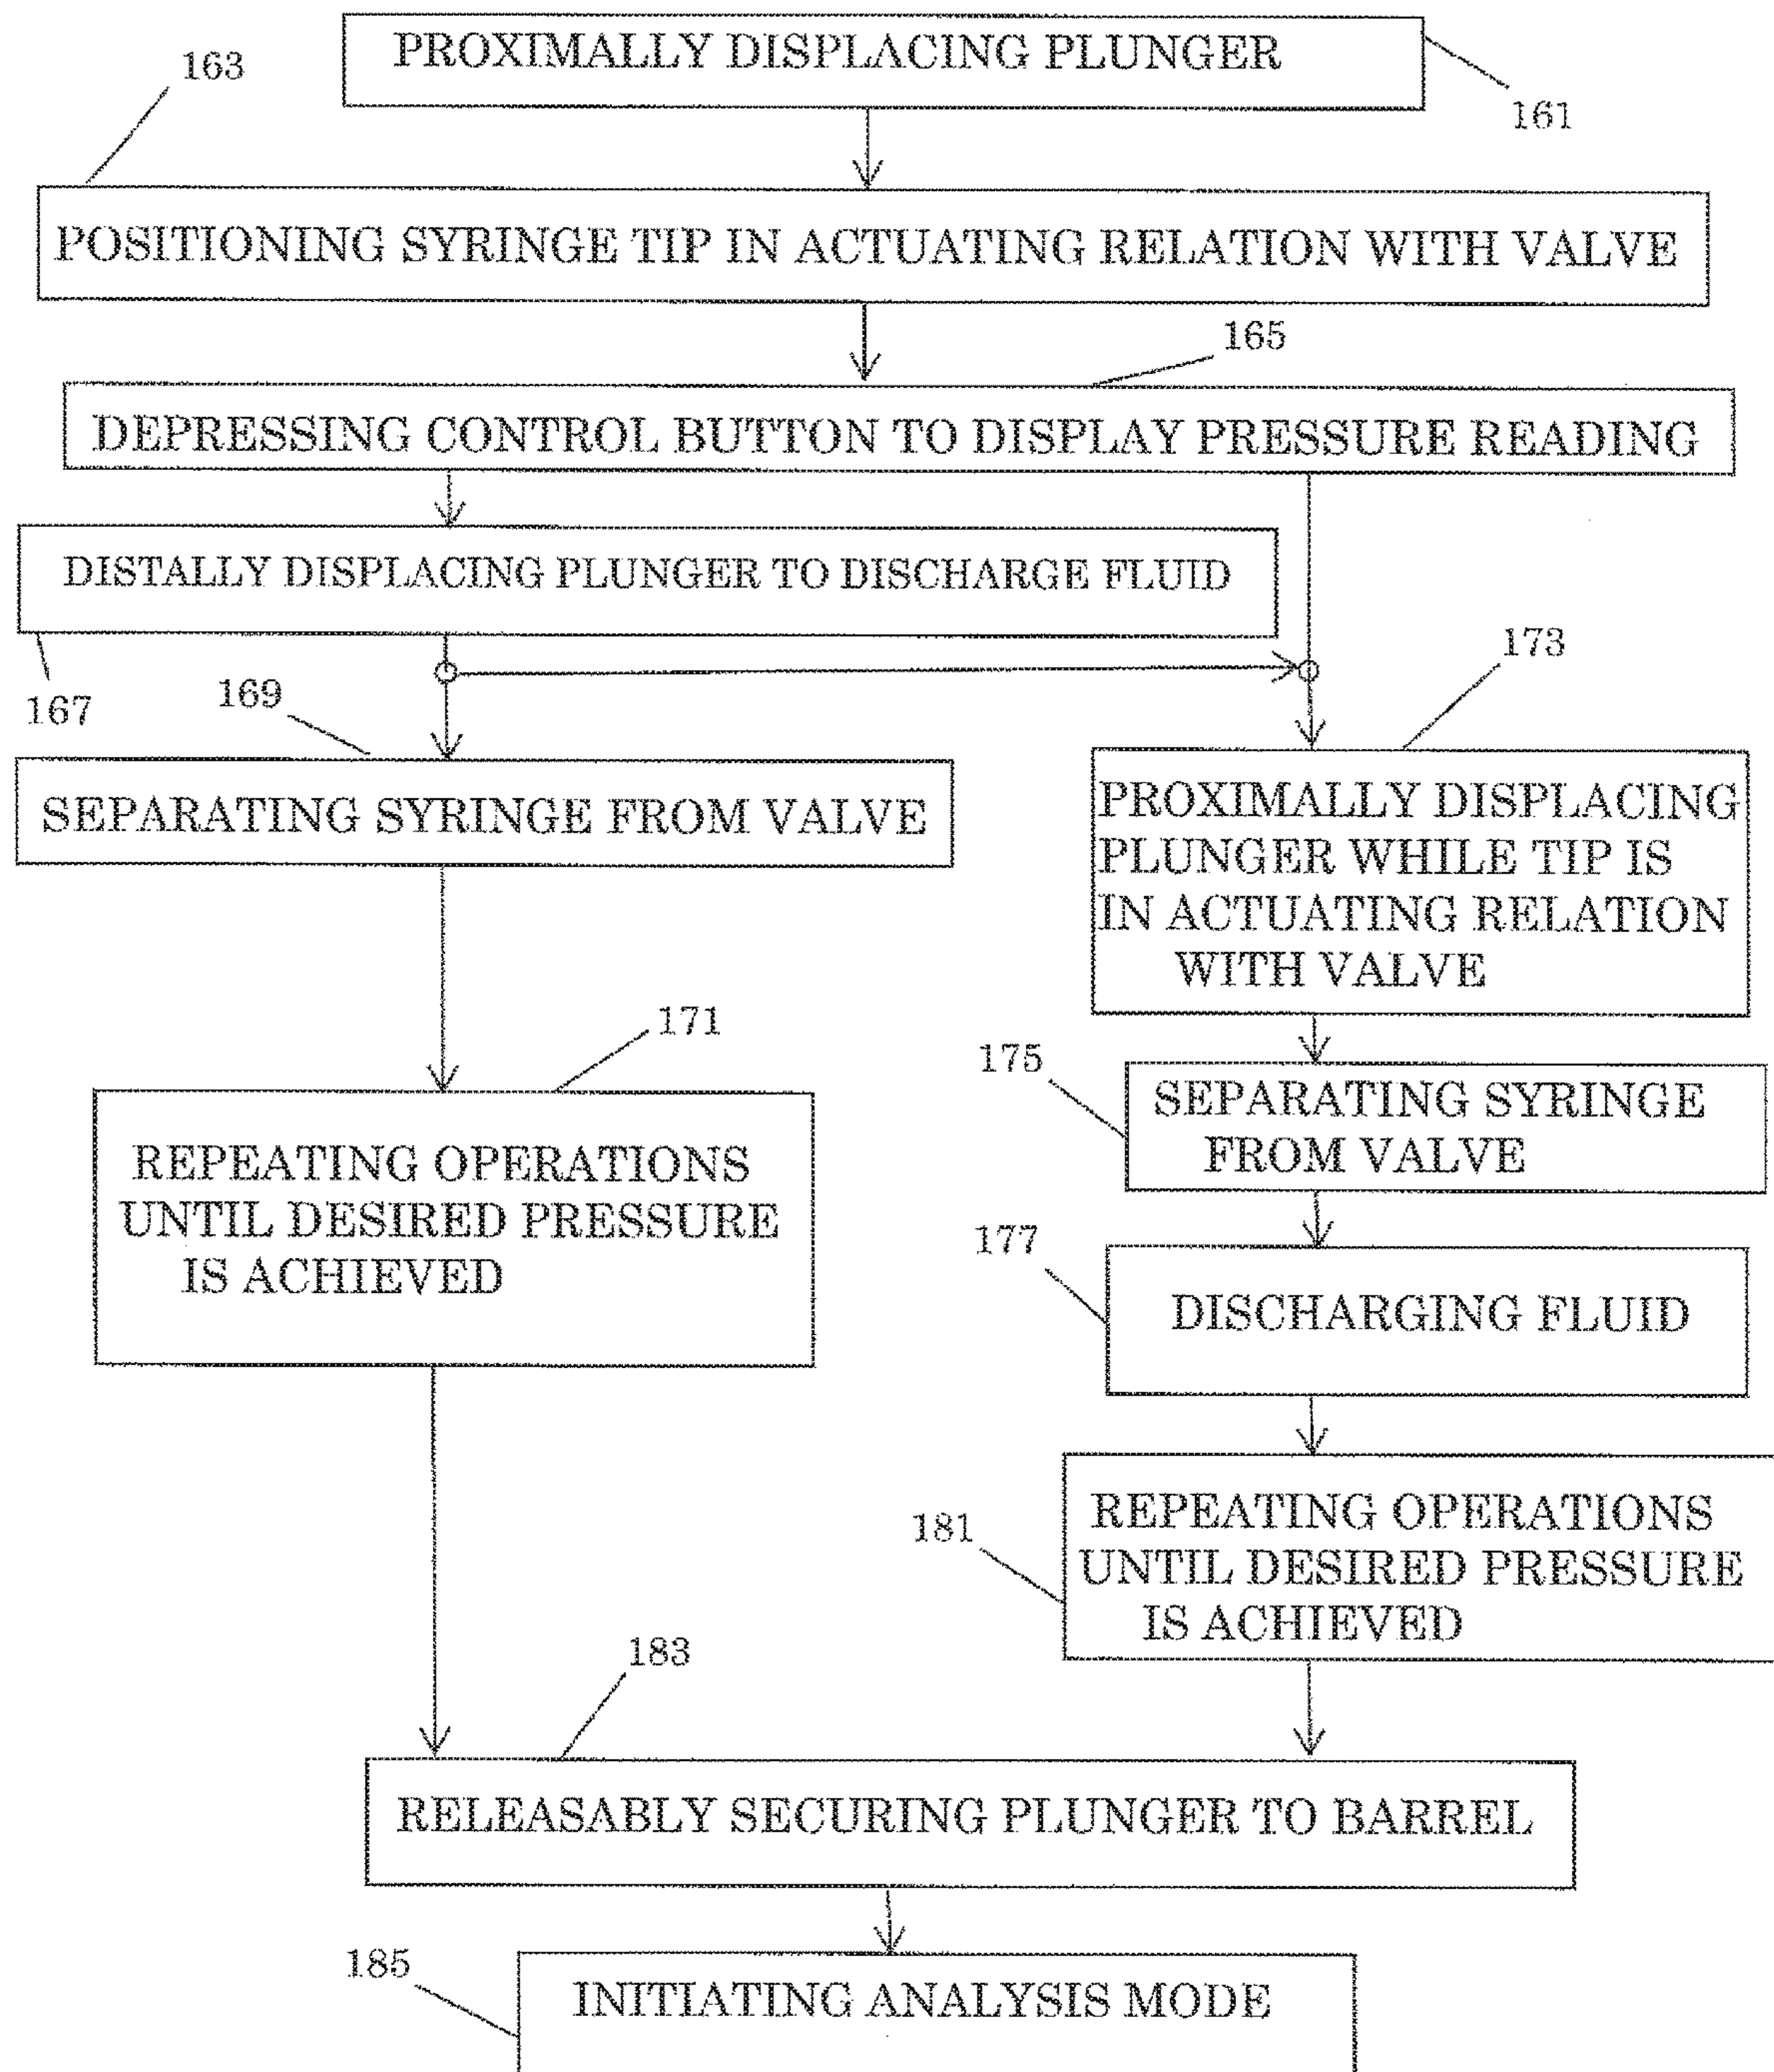 PROXIMALLY DISPLACING PLUNGER
161
163
POSITIONING SYRINGE TIP IN ACTUATING RELATION WITH VALVE
165
DEPRESSING CONTROL BUTTON TO DISPLAY PRESSURE READING
DISTALLY DISPLACING PLUNGER TO DISCHARGE FLUID
167
169
SEPARATING SYRINGE FROM VALVE
173
PROXIMALLY DISPLACING
PLUNGER WHILE TIP IS
IN ACTUATING RELATION
WITH VALVE
171
REPEATING OPERATIONS
UNTIL DESIRED PRESSURE
IS ACHIEVED
175
SEPARATING SYRINGE
FROM VALVE
177
DISCHARGING FLUID
181
REPEATING OPERATIONS
UNTIL DESIRED PRESSURE
IS ACHIEVED
183
RELEASABLY SECURING PLUNGER TO BARREL
185
INITIATING ANALYSIS MODE